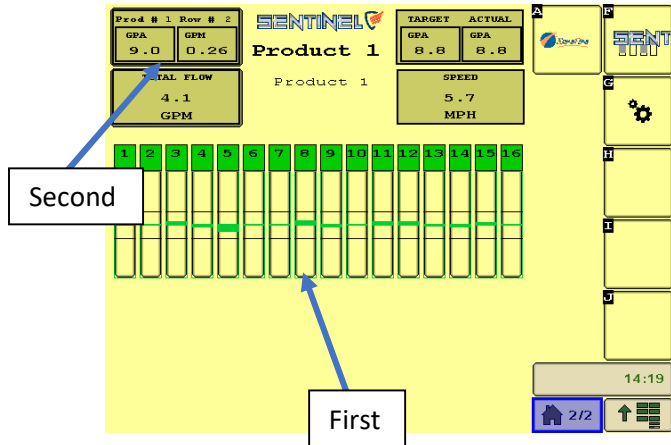 Prod # 1 Row # 2
GPA GPM
9.0 0.26
SENTINEL
Product 1
TARGET ACTUAL
GPA GPA
8.8 8.8
TOTAL FLOW
4.1
GPM
Product 1
SPEED
5.7
MPH
1 2 3 4 5 6 7 8 9 10 11 12 13 14 15 16
Second
First
A
F
SENT
G
H
I
J
14:19
2/2